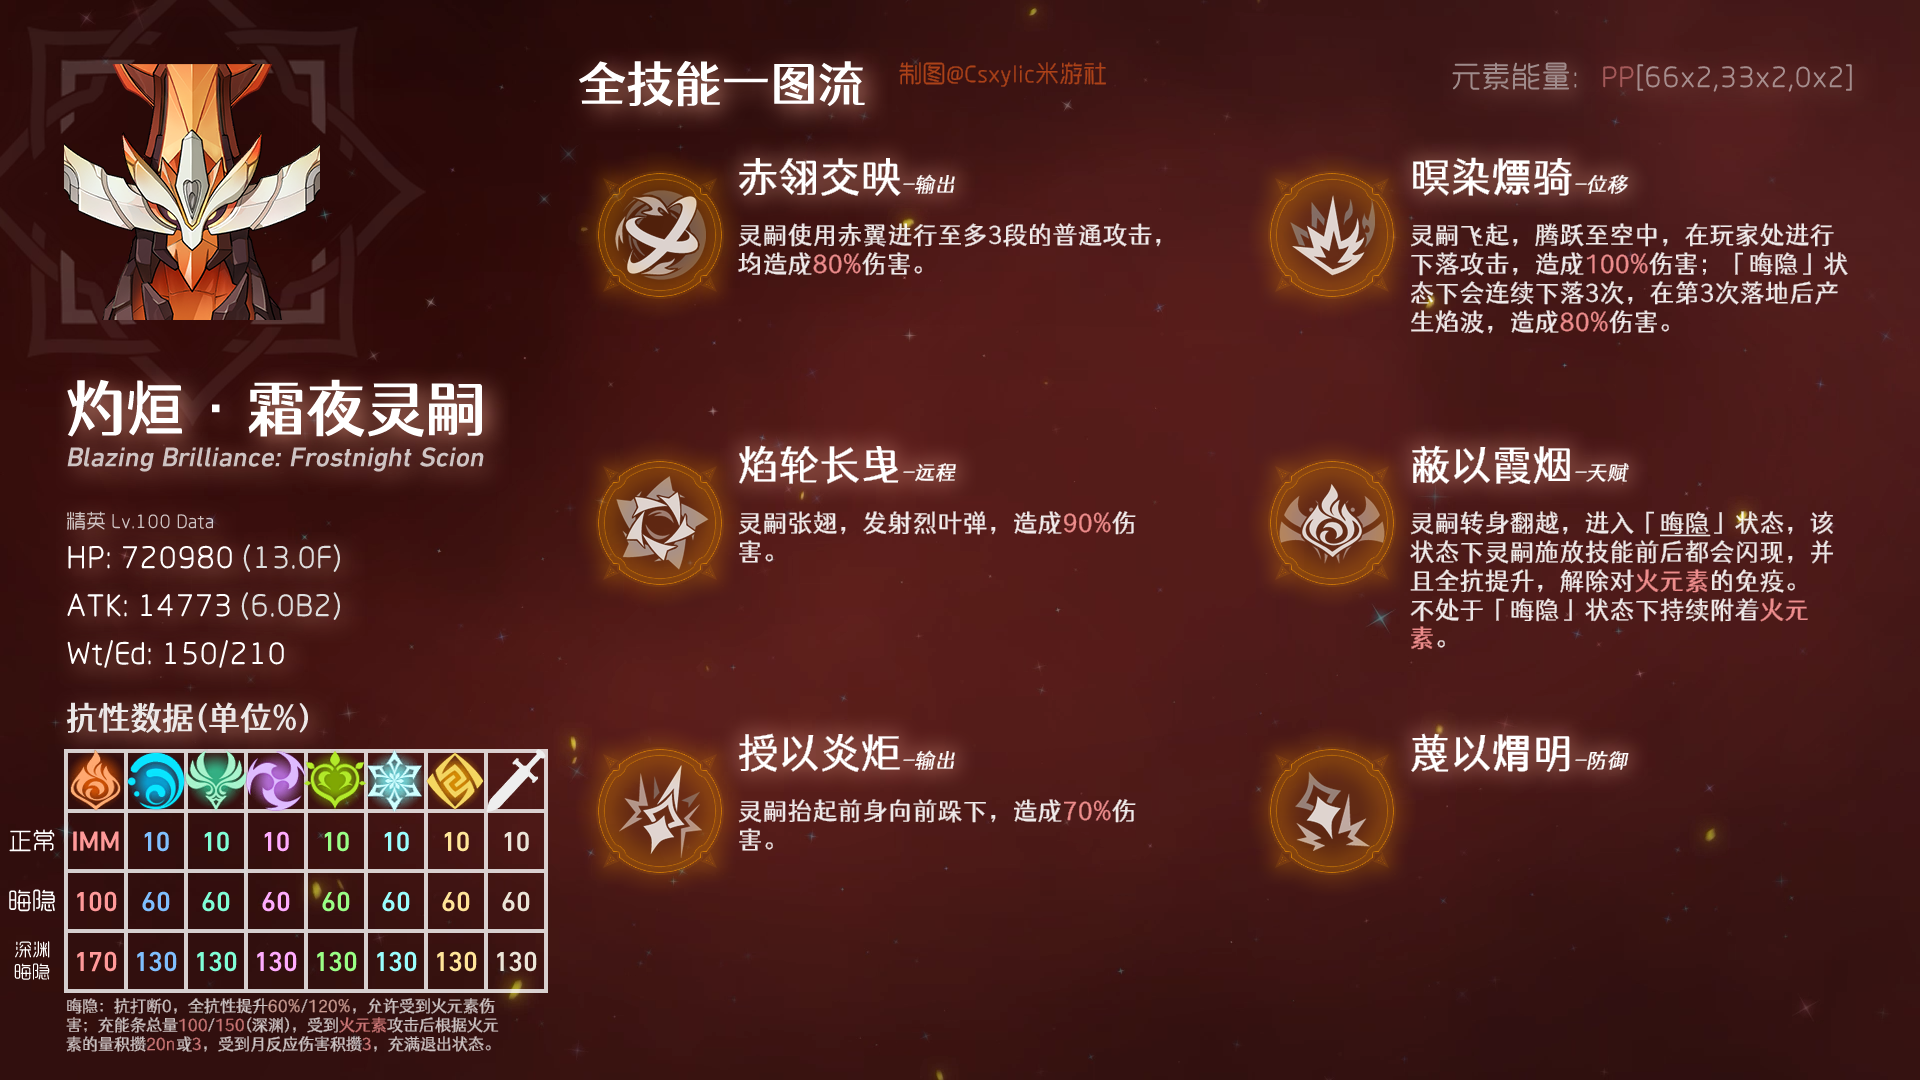 全技能一图流
制图@Csxylic米游社
元素能量: PP[66x2,33x2,0x2]
灼烜·霜夜灵嗣
Blazing Brilliance: Frostnight Scion
精英 Lv.100 Data
HP: 720980 (13.0F)
ATK: 14773 (6.0B2)
Wt/Ed: 150/210
抗性数据(单位%)
正常 IMM 10 10 10 10 10 10 10
晦隐 100 60 60 60 60 60 60 60
深渊
晦隐 170 130 130 130 130 130 130 130
晦隐: 抗打断0，全抗性提升60%/120%，允许受到火元素伤
害；充能条总量100/150(深渊)，受到火元素攻击后根据火元
素的量积攒20n或3，受到月反应伤害积攒3，充满退出状态。
赤翎交映–输出
灵嗣使用赤翼进行至多3段的普通攻击，
均造成80%伤害。
焰轮长曳–远程
灵嗣张翅，发射烈叶弹，造成90%伤
害。
授以炎炬–输出
灵嗣抬起前身向前跺下，造成70%伤
害。
暝染熛骑–位移
灵嗣飞起，腾跃至空中，在玩家处进行
下落攻击，造成100%伤害；「晦隐」状
态下会连续下落3次，在第3次落地后产
生焰波，造成80%伤害。
蔽以霞烟–天赋
灵嗣转身翻越，进入「晦隐」状态，该
状态下灵嗣施放技能前后都会闪现，并
且全抗提升，解除对火元素的免疫。
不处于「晦隐」状态下持续附着火元
素。
蔑以熠明–防御